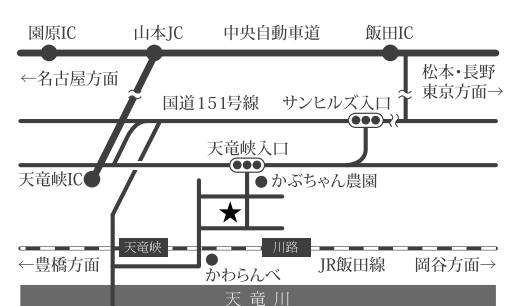 園原IC
山本JC
中央自動車道
飯田IC
←名古屋方面
松本・長野
東京方面→
国道151号線
サンヒルズ入口
天竜峡入口
天竜峡IC
かぶちゃん農園
天竜峡
川路
←豊橋方面
かわらんべ
JR飯田線
岡谷方面→
天竜川